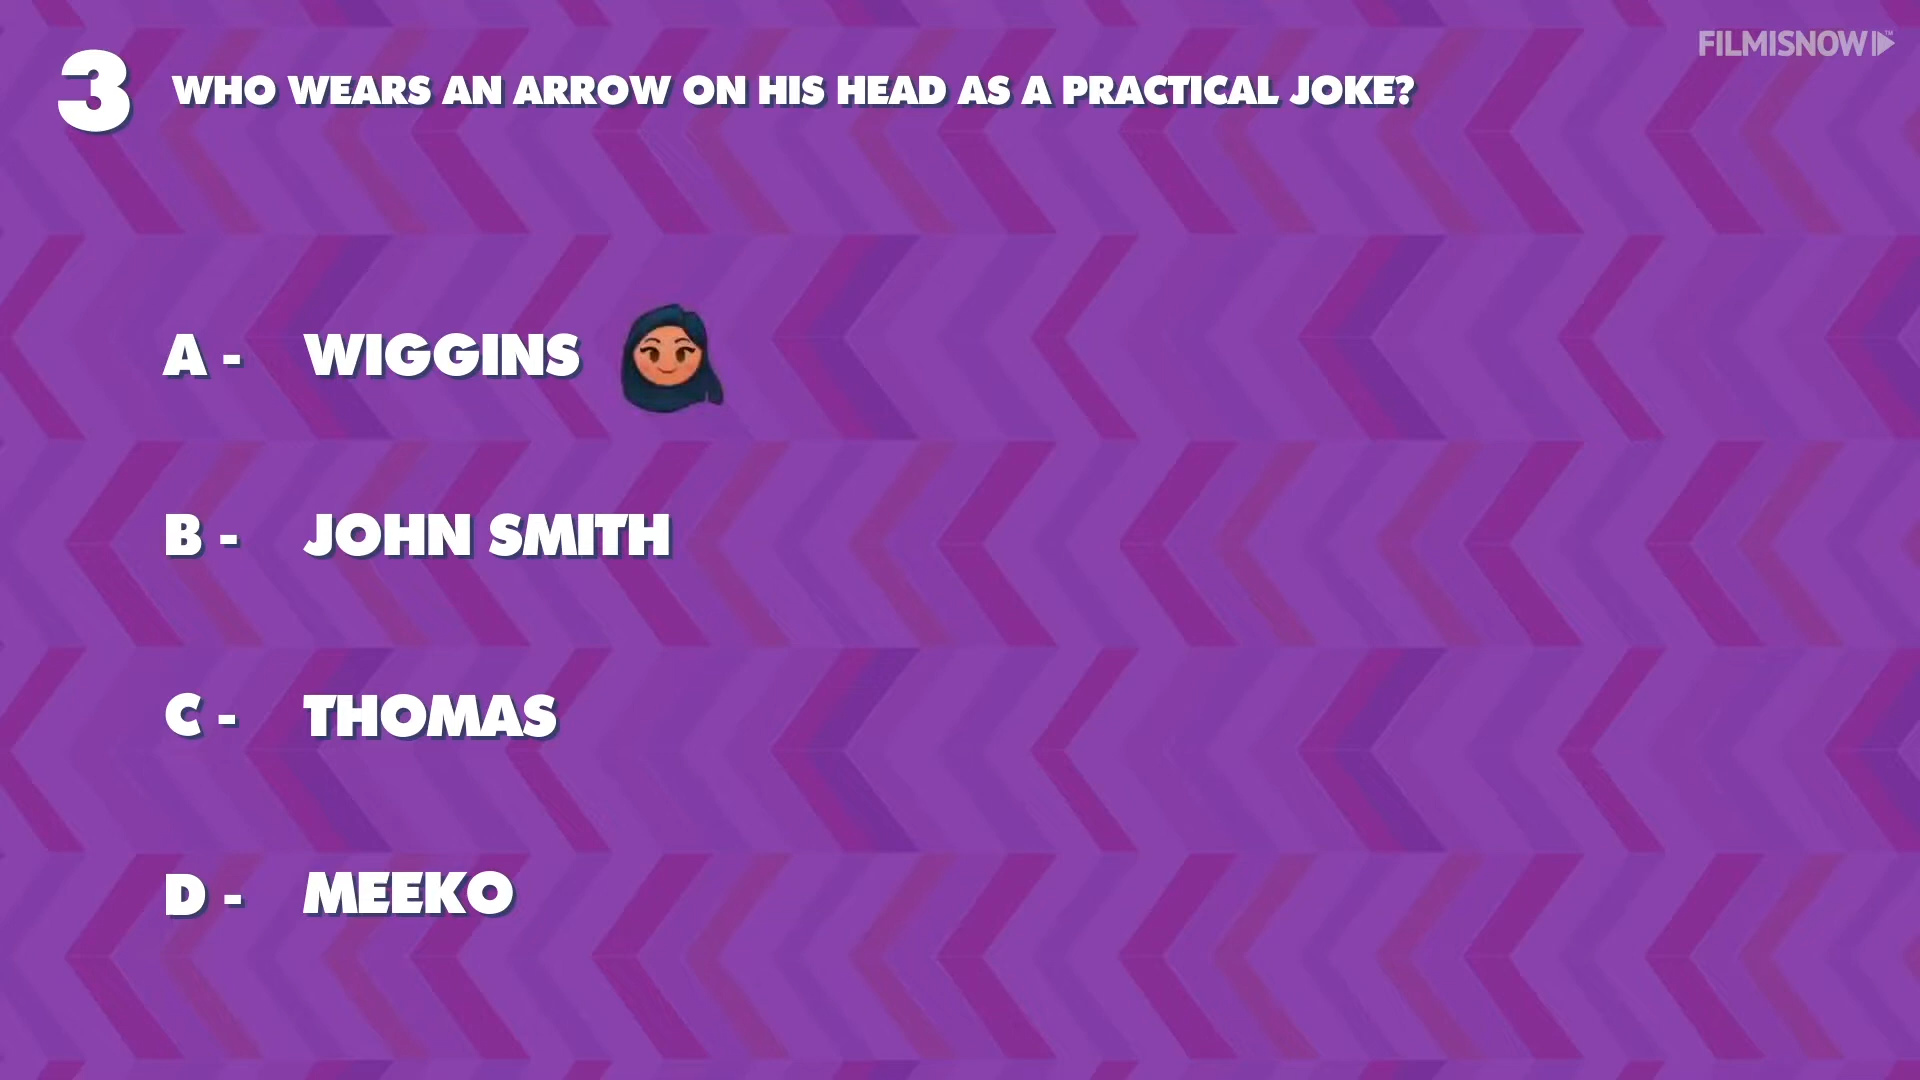 FILMISNOW
3 WHO WEARS AN ARROW ON HIS HEAD AS A PRACTICAL JOKE?
A - WIGGINS
B - JOHN SMITH
C - THOMAS
D - MEEKO